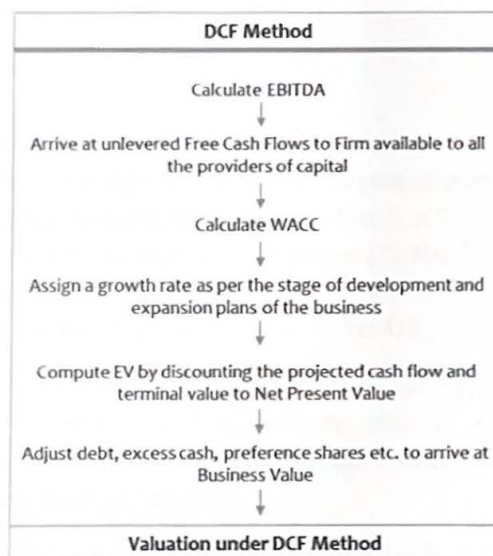 DCF Method
Calculate EBITDA
Arrive at unlevered Free Cash Flows to Firm available to all
the providers of capital
Calculate WACC
Assign a growth rate as per the stage of development and
expansion plans of the business
Compute EV by discounting the projected cash flow and
terminal value to Net Present Value
Adjust debt, excess cash, preference shares etc. to arrive at
Business Value
Valuation under DCF Method